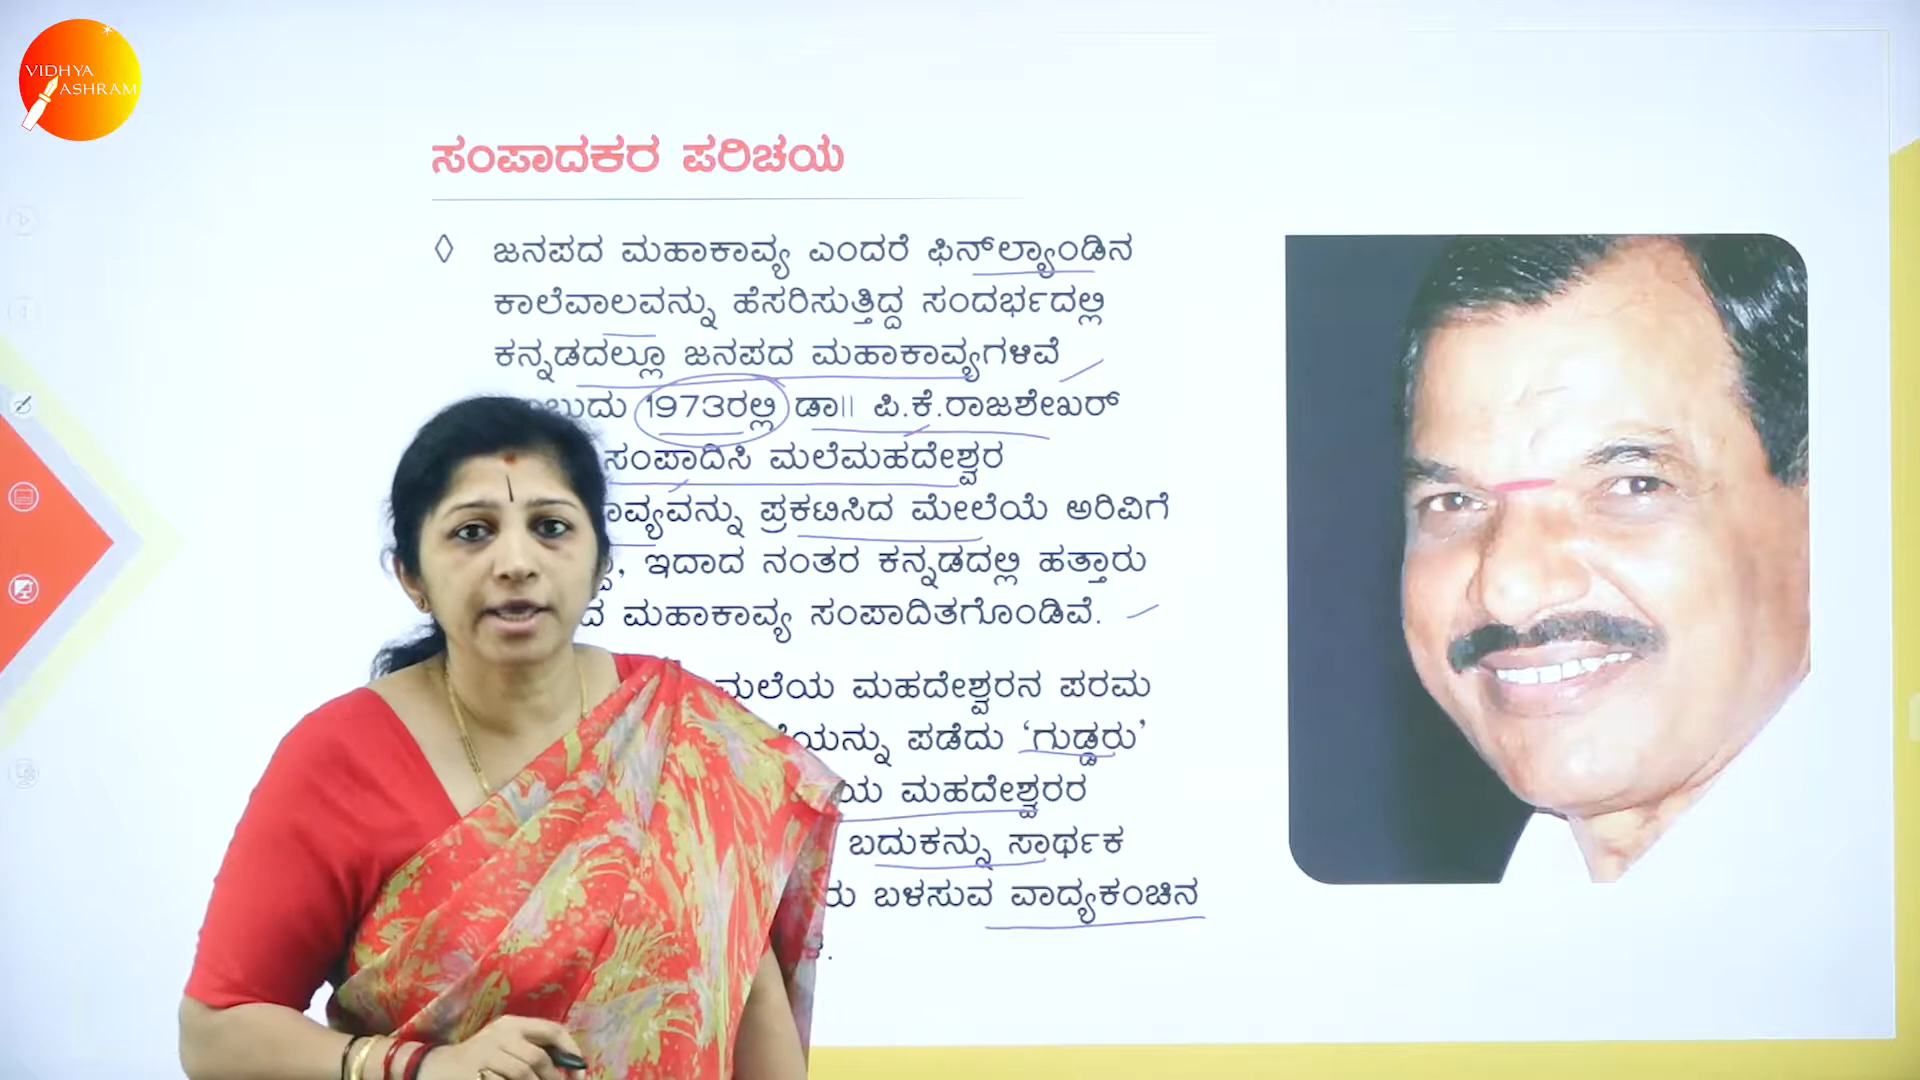 VIDHYA
ASHRAM
ಸಂಪಾದಕರ ಪರಿಚಯ
ಜನಪದ ಮಹಾಕಾವ್ಯ ಎಂದರೆ ಫಿನ್‌ಲ್ಯಾಂಡಿನ
ಕಾಲೆವಾಲವನ್ನು ಹೆಸರಿಸುತ್ತಿದ್ದ ಸಂದರ್ಭದಲ್ಲಿ
ಕನ್ನಡದಲ್ಲೂ ಜನಪದ ಮಹಾಕಾವ್ಯಗಳಿವೆ
1973ರಲ್ಲಿ ಡಾ|| ಪಿ.ಕೆ.ರಾಜಶೇಖರ್
ಸಂಪಾದಿಸಿ ಮಲೆಮಹದೇಶ್ವರ
ಪ್ರಕಟಿಸಿದ ಮೇಲೆಯೆ ಅರಿವಿಗೆ
ಇದಾದ ನಂತರ ಕನ್ನಡದಲ್ಲಿ ಹತ್ತಾರು
ಮಹಾಕಾವ್ಯ ಸಂಪಾದಿತಗೊಂಡಿವೆ.
ಮಲೆಯ ಮಹದೇಶ್ವರನ ಪರಮ
ಪಡೆದು ‘ಗುಡ್ಡರು’
ಮಹದೇಶ್ವರರ
ಬದುಕನ್ನು ಸಾರ್ಥಕ
ಬಳಸುವ ವಾದ್ಯಕಂಚಿನ